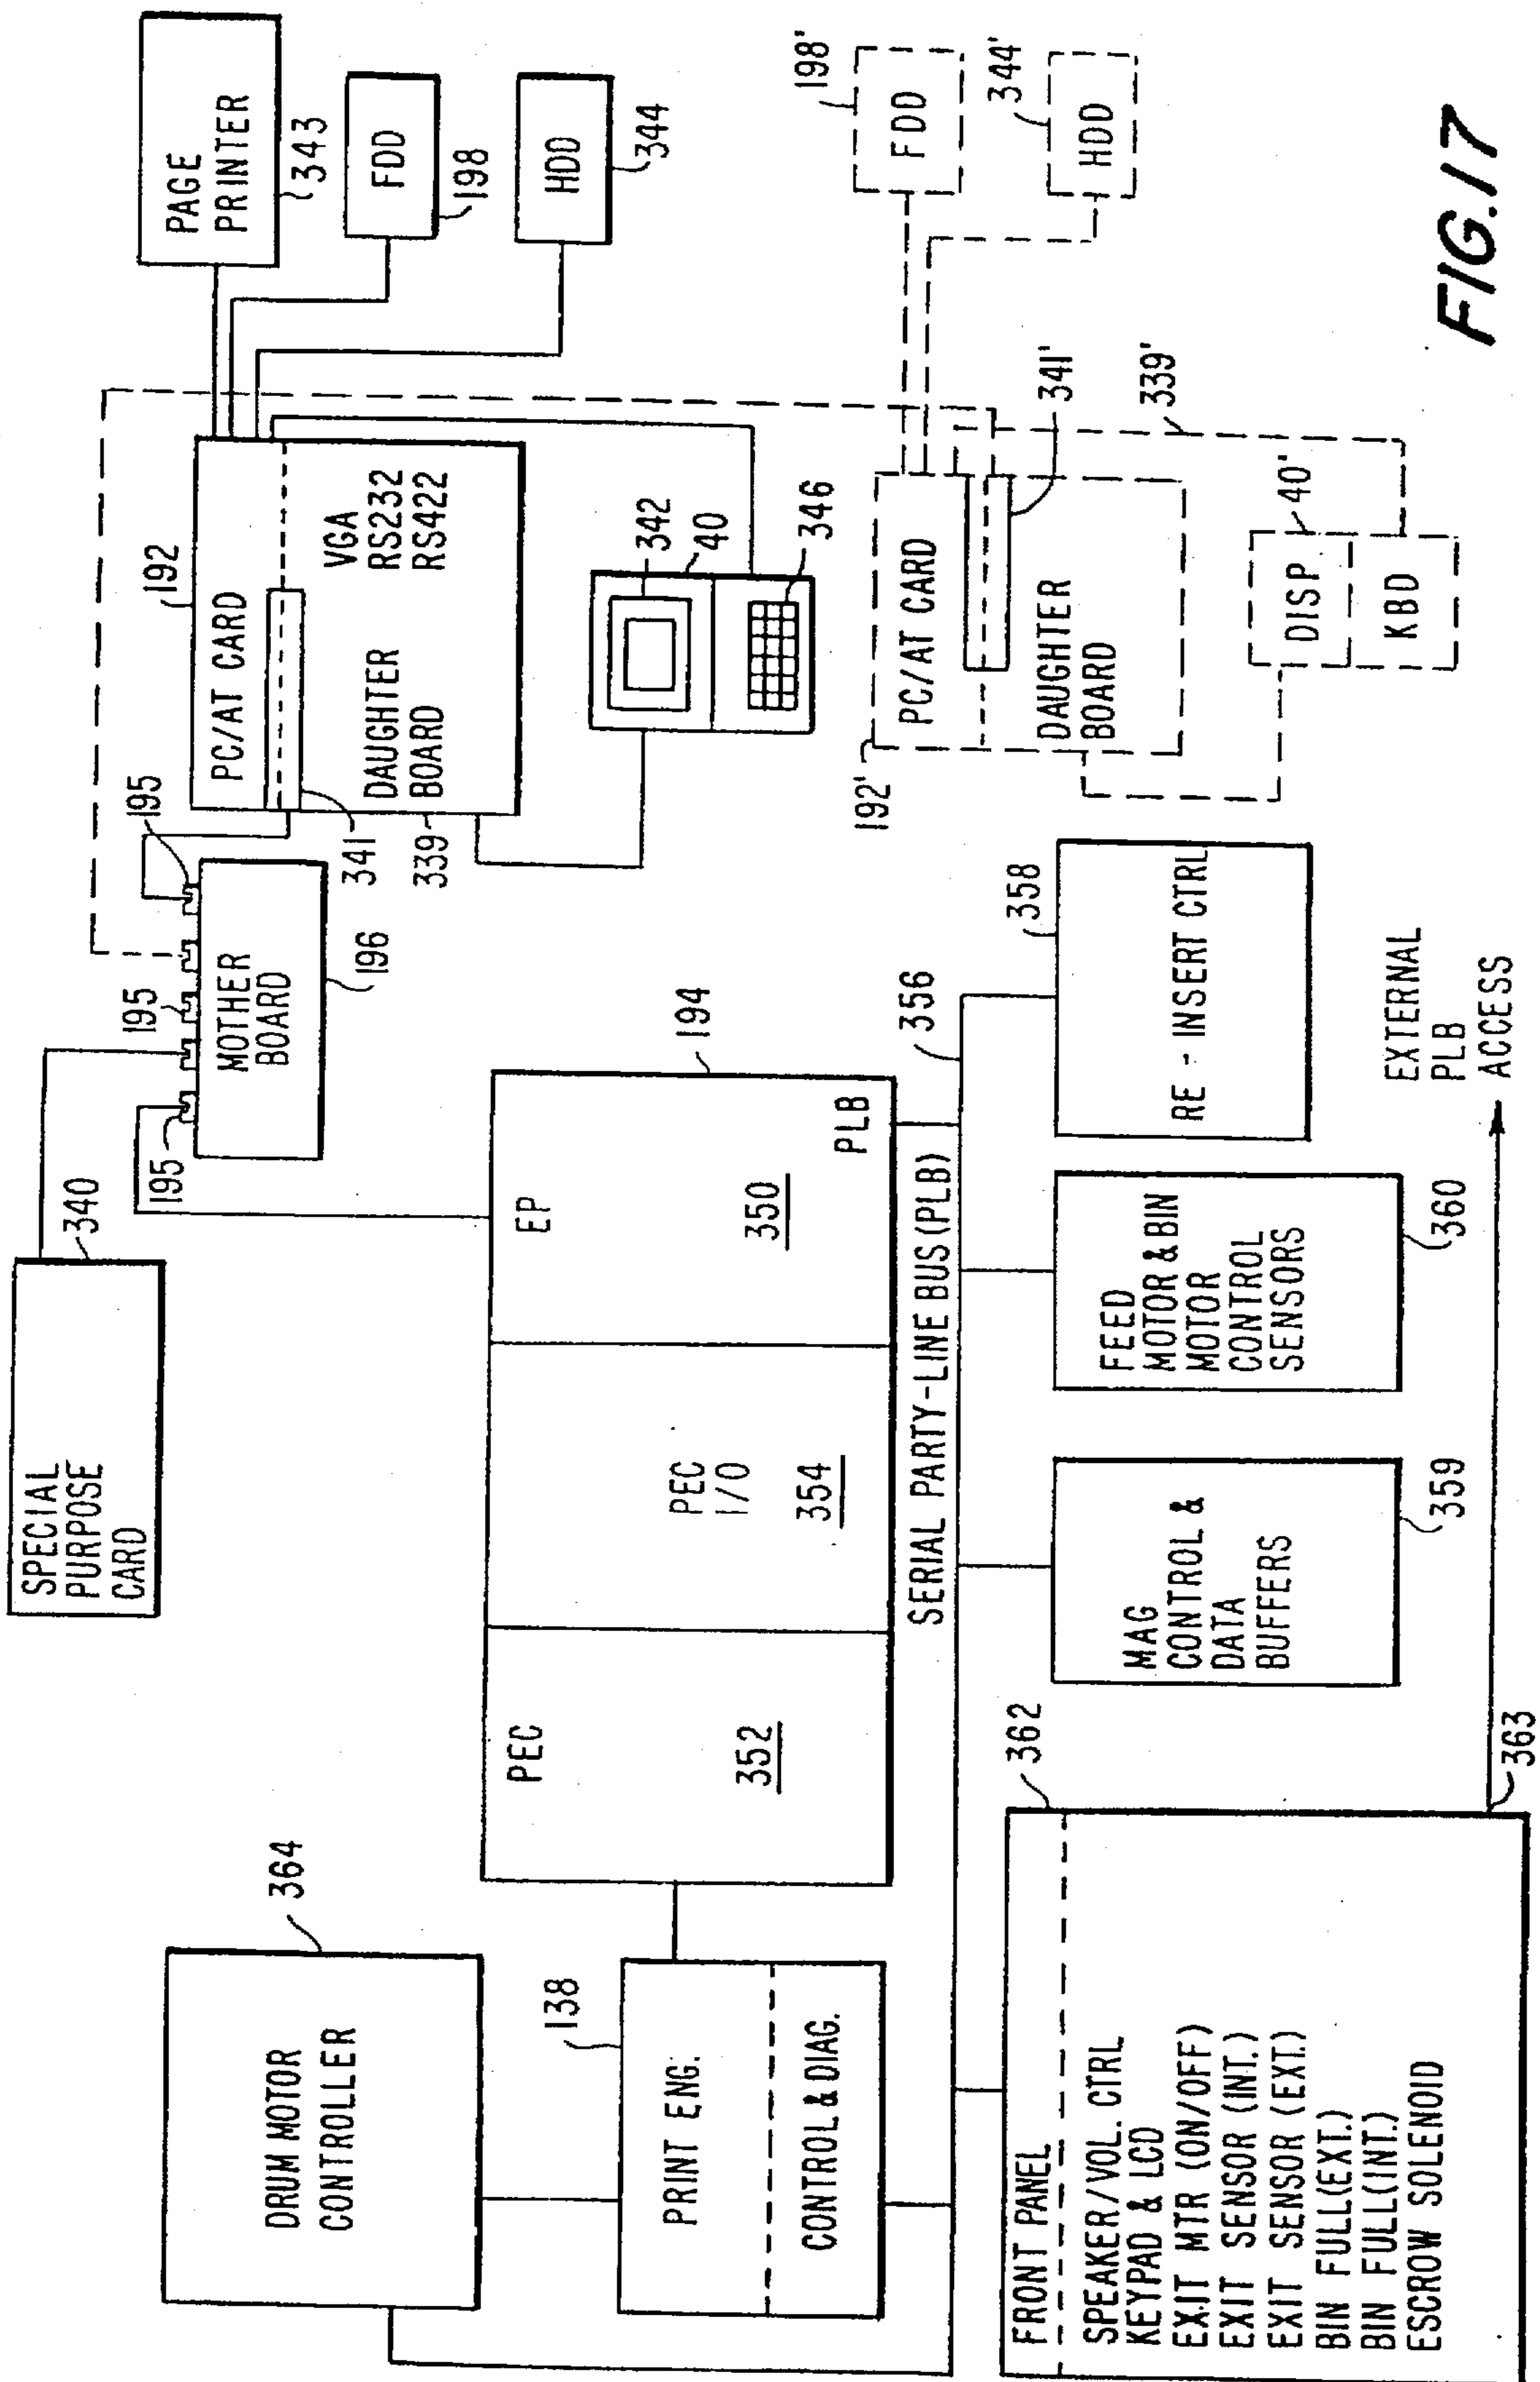 SPECIAL
PURPOSE
CARD
340
195
195
195
MOTHER
BOARD
196
192
PC/AT CARD
DAUGHTER
BOARD
VGA
RS232
RS422
341
339
PAGE
PRINTER
343
FDD
198
HDD
344
342
40
346
DRUM MOTOR
CONTROLLER
364
138
PRINT ENG.
CONTROL & DIAG.
PEC
352
PEC
I/O
354
EP
350
PLB
194
SERIAL PARTY-LINE BUS (PLB)
356
192'
PC/AT CARD
DAUGHTER
BOARD
341'
FDD
198'
HDD
344'
339'
DISP
40'
KBD
362
FRONT PANEL
SPEAKER/VOL. CTRL
KEYPAD & LCD
EXIT MTR (ON/OFF)
EXIT SENSOR (INT.)
EXIT SENSOR (EXT.)
BIN FULL(EXT.)
BIN FULL(INT.)
ESCROW SOLENOID
363
MAG
CONTROL &
DATA
BUFFERS
359
FEED
MOTOR & BIN
MOTOR
CONTROL
SENSORS
360
RE - INSERT CTRL
358
EXTERNAL
PLB
ACCESS
FIG.17